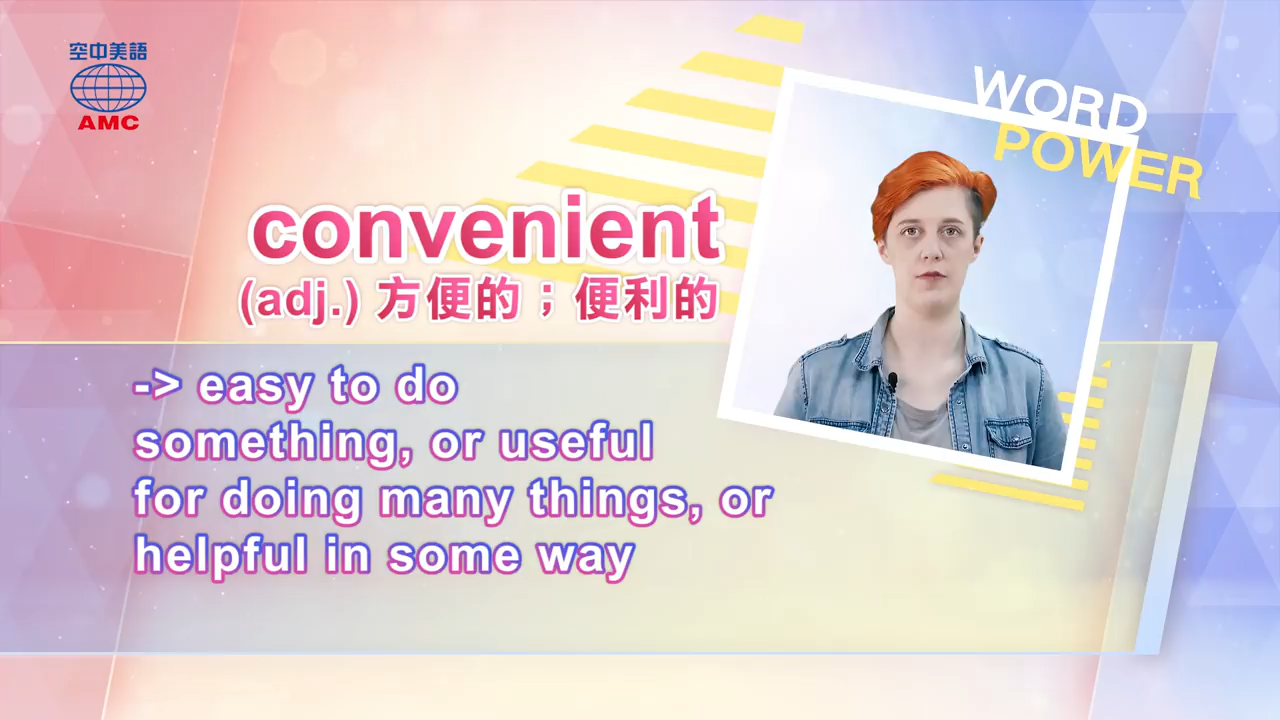 空中美語
AMC
WORD
POWER
convenient
(adj.) 方便的；便利的
-> easy to do
something, or useful
for doing many things, or
helpful in some way